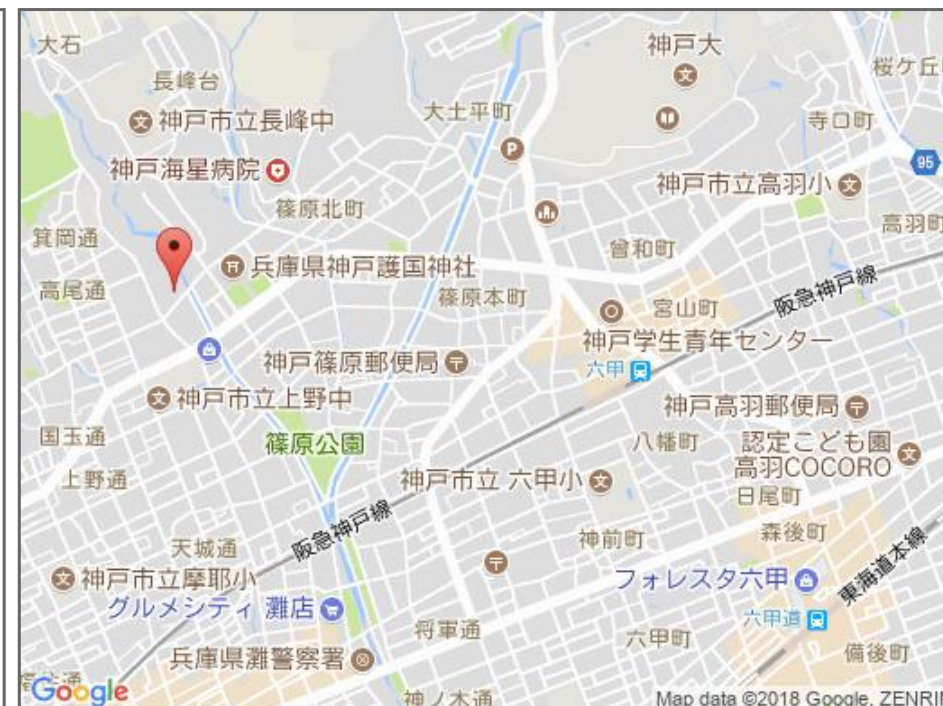 大石
神戸大
桜ケ丘
長峰台
大土平町
神戸市立長峰中
寺口町
P
95
神戸海星病院
神戸市立高羽小
篠原北町
高羽町
箕岡通
曾和町
兵庫県神戸護国神社
阪急神戸線
高尾通
篠原本町
宮山町
神戸学生青年センター
神戸篠原郵便局
六甲
神戸市立上野中
神戸高羽郵便局
国玉通
篠原公園
八幡町
認定こども園
高羽COCORO
上野通
神戸市立 六甲小
日尾町
阪急神戸線
森後町
天城通
神前町
神戸市立摩耶小
フォレスタ六甲
東海道本線
グルメシティ 灘店
六甲道
将軍通
六甲町
備後町
兵庫県灘警察署
Google
神ノ木通
Map data ©2018 Google, ZENRIN